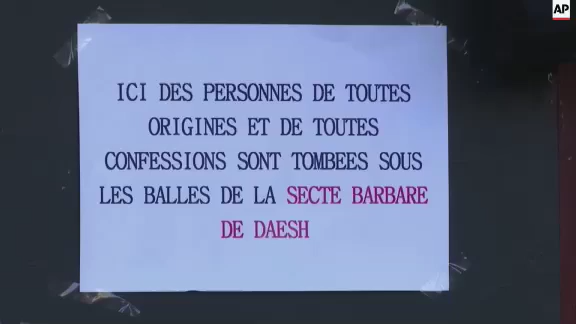 AP
ICI DES PERSONNES DE TOUTES
ORIGINES ET DE TOUTES
CONFESSIONS SONT TOMBEES SOUS
LES BALLES DE LA SECTE BARBARE
DE DAESH